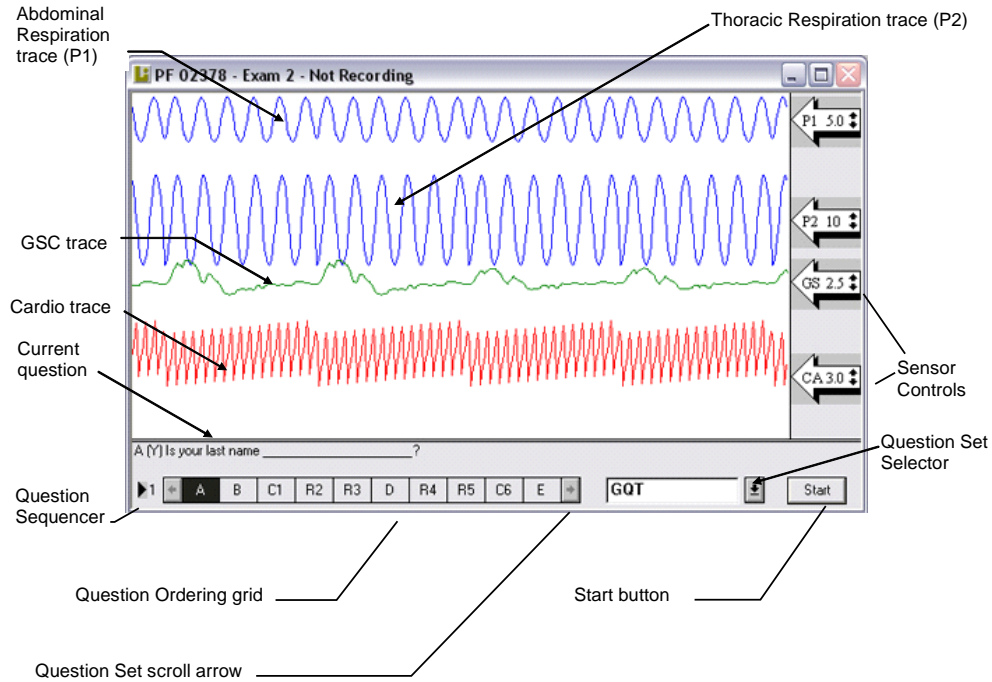 Abdominal
Respiration
trace (P1)
Thoracic Respiration trace (P2)
PF 02378 - Exam 2 - Not Recording
P1 5.0
P2 10
GSC trace
GS 2.5
Cardio trace
Current
question
CA 3.0
Sensor
Controls
A (Y) Is your last name ____________________?
Question Set
Selector
1 A B C1 R2 R3 D R4 R5 C6 E GQT Start
Question
Sequencer
Question Ordering grid
Start button
Question Set scroll arrow